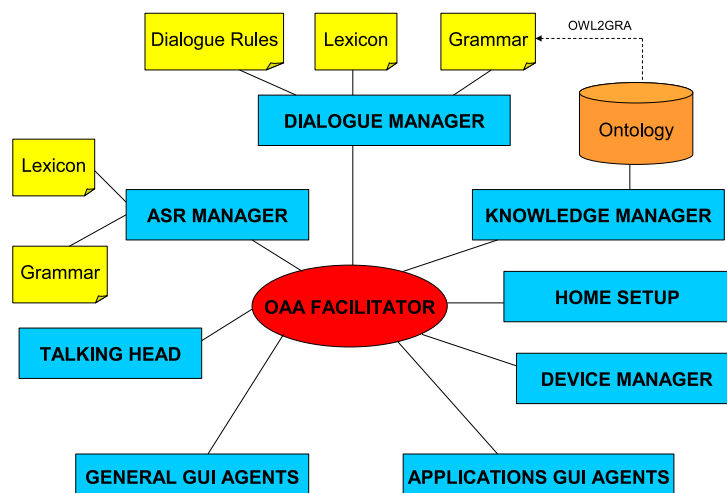 Dialogue Rules
Lexicon
Grammar
OWL2GRA
DIALOGUE MANAGER
Ontology
Lexicon
ASR MANAGER
KNOWLEDGE MANAGER
Grammar
OAA FACILITATOR
HOME SETUP
TALKING HEAD
DEVICE MANAGER
GENERAL GUI AGENTS
APPLICATIONS GUI AGENTS